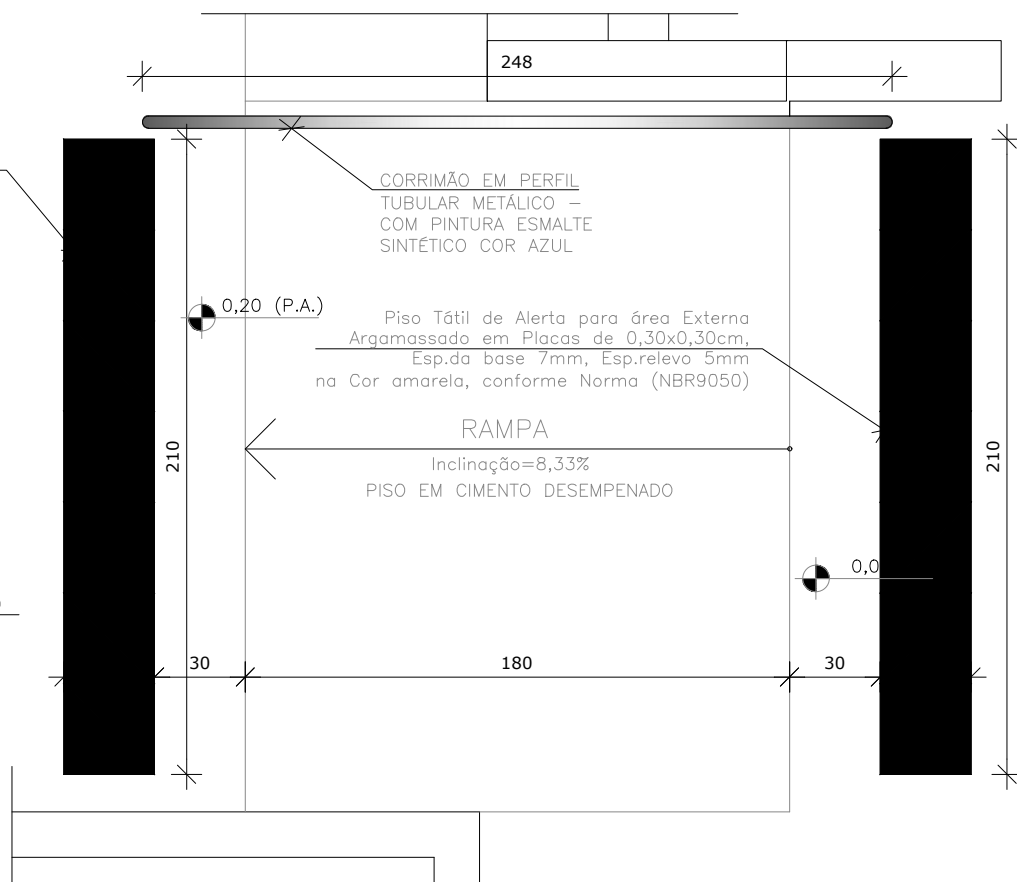 248
CORRIMÃO EM PERFIL
TUBULAR METÁLICO –
COM PINTURA ESMALTE
SINTÉTICO COR AZUL
0,20 (P.A.)
Piso Tátil de Alerta para área Externa
Argamassado em Placas de 0,30x0,30cm,
Esp.da base 7mm, Esp.relevo 5mm
na Cor amarela, conforme Norma (NBR9050)
RAMPA
210
210
Inclinação=8,33%
PISO EM CIMENTO DESEMPENADO
0,0
30
180
30